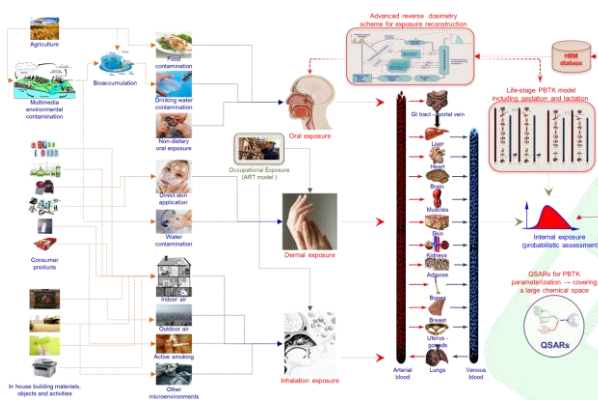 Advanced reverse dosimetry
scheme for exposure reconstruction
Agriculture
Food
contamination
HBM
dtabase
Bioaccumulation
Multimedia
environmental
contamination
Drinking water
contamination
Life-stage PBTK model
including gestation and lactation
GI tract - portal vein
Oral exposure
Non-dietary
oral exposure
Liver
Heart
Occupational Exposure
(ART model )
Brain
Direct skin
application
Muscles
Skin
Water
contamination
Dermal exposure
Kidneys
Internal exposure
(probabilistic assessment)
Consumer
products
Adipose
Indoor air
Bones
QSARs for PBTK
parameterization → covering
a large chemical space
Breast
Outdoor air
Uterus -
gonads
QSARs
Active smoking
Inhalation exposure
Lungs
Arterial
blood
Venous
blood
In house building materials,
objects and activities
Other
microenvironments